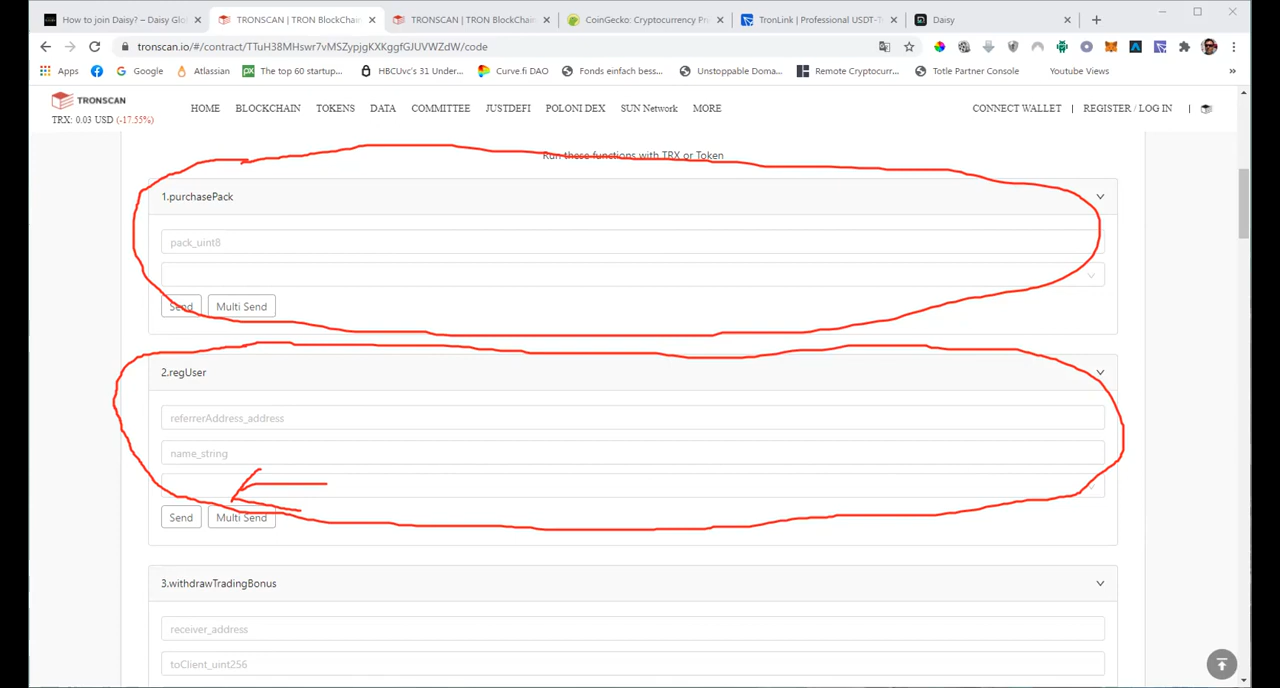 How to join Daisy? – Daisy Glo
TRONSCAN | TRON BlockChai
TRONSCAN | TRON BlockChain
CoinGecko: Cryptocurrency Pri
TronLink | Professional USDT-T
Daisy
tronscan.io/#/contract/TTuH38MHswr7vMSZypjgKXKggfGJUVWZdW/code
Apps
Google
Atlassian
The top 60 startup...
HBCUvc's 31 Under...
Curve.fi DAO
Fonds einfach bess...
Unstoppable Doma...
Remote Cryptocurr...
Totle Partner Console
Youtube Views
»
TRONSCAN
TRX: 0.03 USD (-17.55%)
HOME
BLOCKCHAIN
TOKENS
DATA
COMMITTEE
JUSTDEFI
POLONI DEX
SUN Network
MORE
CONNECT WALLET | REGISTER / LOG IN |
Run these functions with TRX or Token
1.purchasePack
pack_uint8
Send
Multi Send
2.regUser
referrerAddress_address
name_string
Send
Multi Send
3.withdrawTradingBonus
receiver_address
toClient_uint256